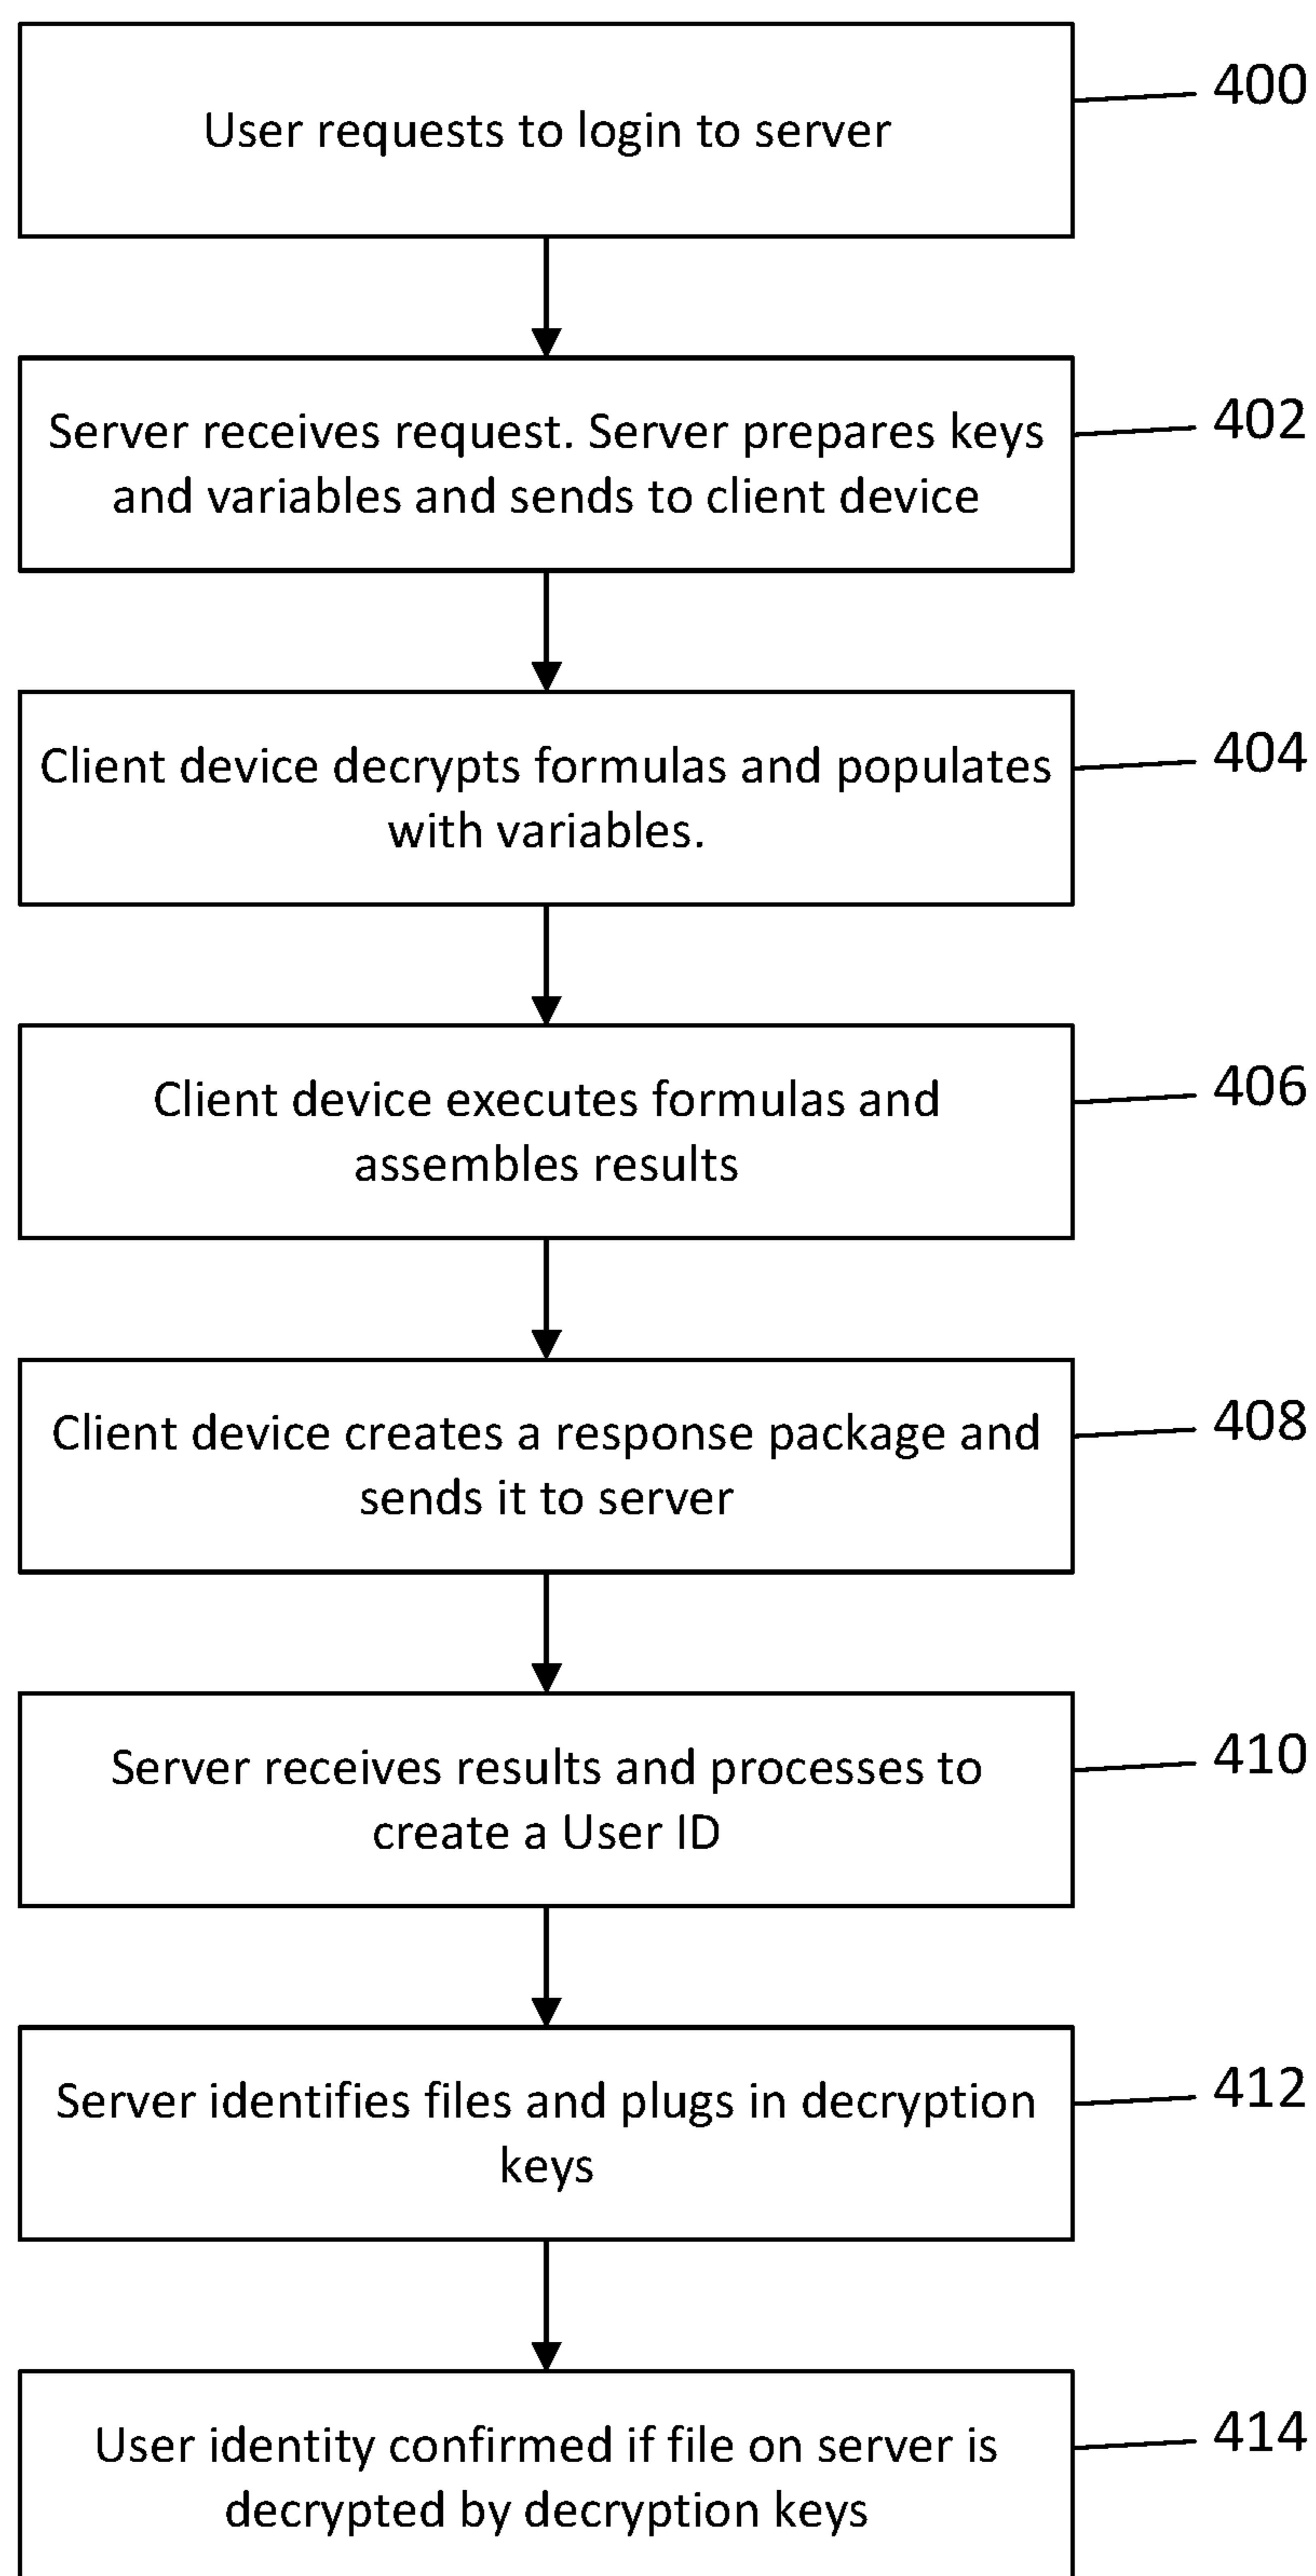 User requests to login to server
400
Server receives request. Server prepares keys
and variables and sends to client device
402
Client device decrypts formulas and populates
with variables.
404
Client device executes formulas and
assembles results
406
Client device creates a response package and
sends it to server
408
Server receives results and processes to
create a User ID
410
Server identifies files and plugs in decryption
keys
412
User identity confirmed if file on server is
decrypted by decryption keys
414